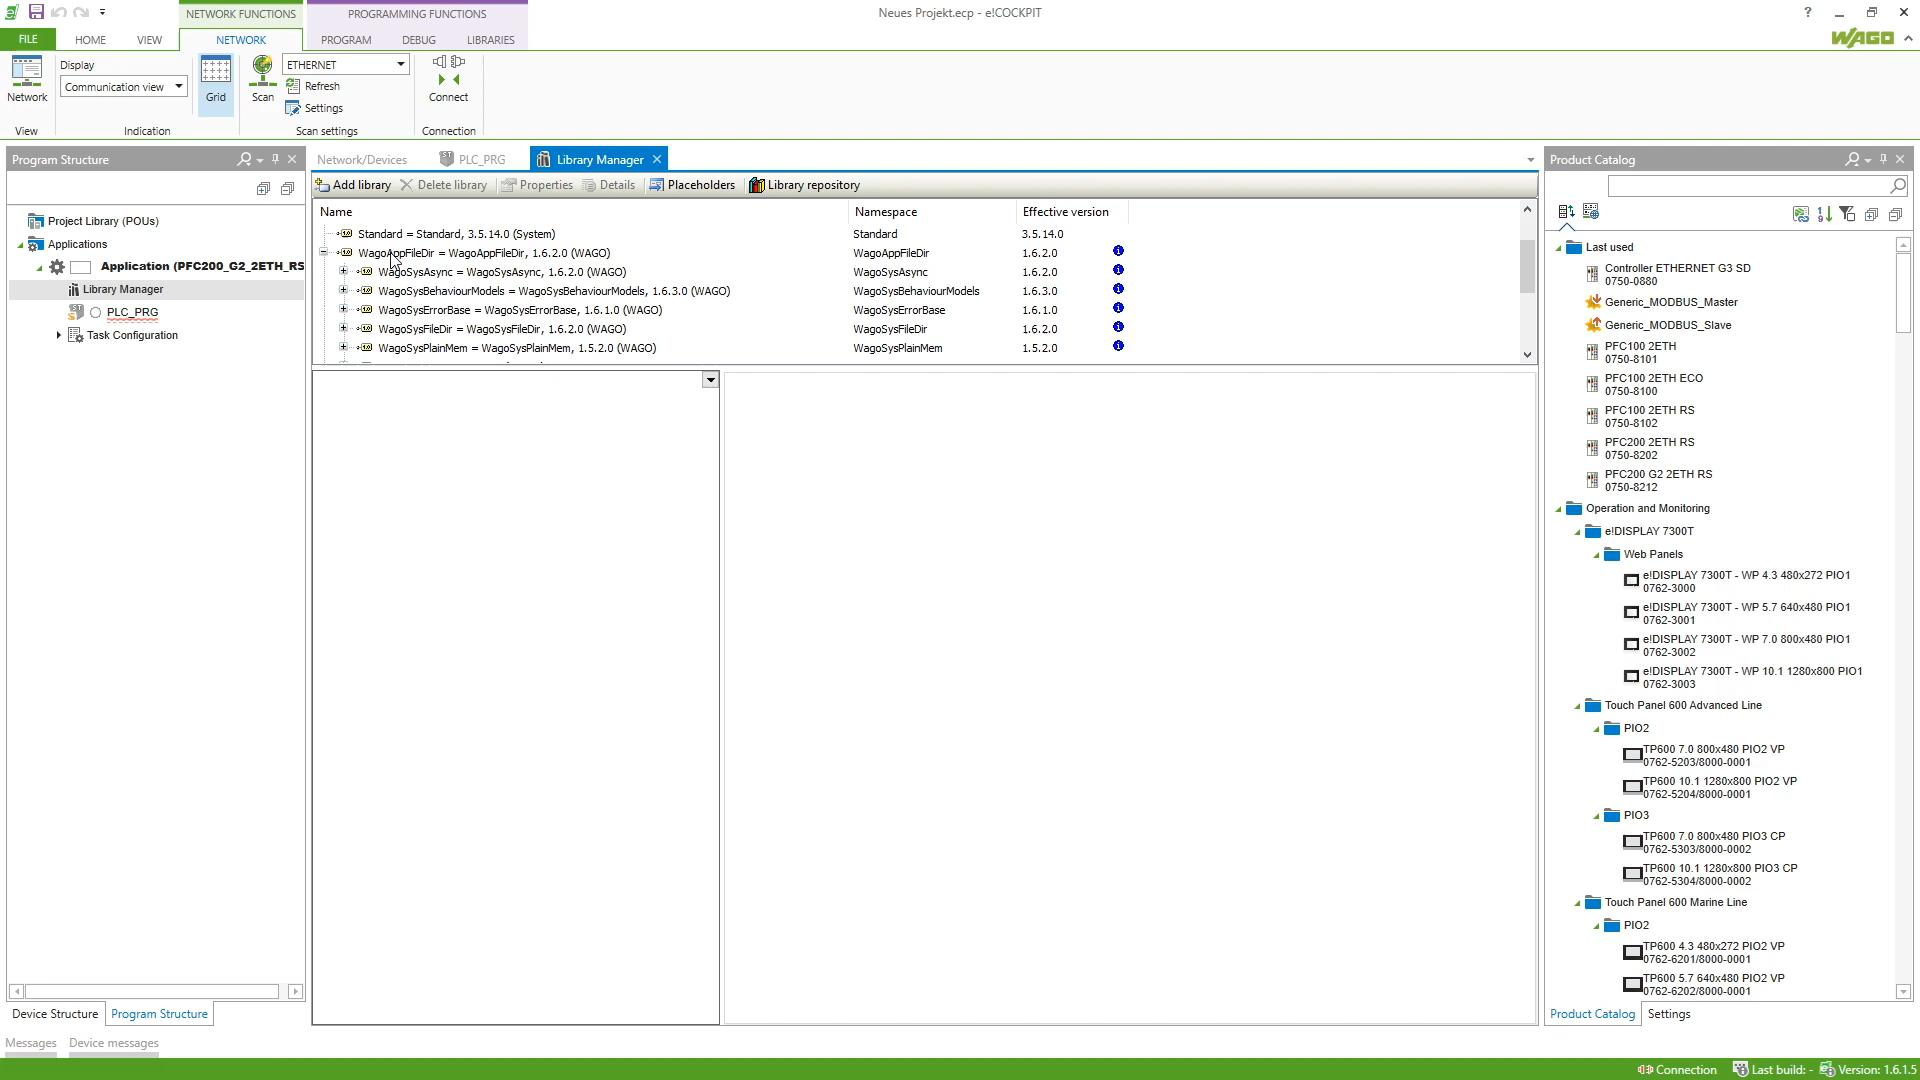 NETWORK FUNCTIONS
PROGRAMMING FUNCTIONS
Neues Projekt.ecp - e!COCKPIT
?
FILE
HOME
VIEW
NETWORK
PROGRAM
DEBUG
LIBRARIES
WAGO
Display
Communication view
Network
View
Indication
Grid
Scan
ETHERNET
Refresh
Settings
Scan settings
Connect
Connection
Program Structure
Project Library (POUs)
Applications
Application (PFC200_G2_2ETH_RS
Library Manager
PLC_PRG
Task Configuration
Device Structure
Program Structure
Network/Devices
PLC_PRG
Library Manager
Add library
Delete library
Properties
Details
Placeholders
Library repository
Name Namespace Effective version
Standard = Standard, 3.5.14.0 (System) Standard 3.5.14.0
WagoAppFileDir = WagoAppFileDir, 1.6.2.0 (WAGO) WagoAppFileDir 1.6.2.0
WagoSysAsync = WagoSysAsync, 1.6.2.0 (WAGO) WagoSysAsync 1.6.2.0
WagoSysBehaviourModels = WagoSysBehaviourModels, 1.6.3.0 (WAGO) WagoSysBehaviourModels 1.6.3.0
WagoSysErrorBase = WagoSysErrorBase, 1.6.1.0 (WAGO) WagoSysErrorBase 1.6.1.0
WagoSysFileDir = WagoSysFileDir, 1.6.2.0 (WAGO) WagoSysFileDir 1.6.2.0
WagoSysPlainMem = WagoSysPlainMem, 1.5.2.0 (WAGO) WagoSysPlainMem 1.5.2.0
Product Catalog
Last used
Controller ETHERNET G3 SD
0750-0880
Generic_MODBUS_Master
Generic_MODBUS_Slave
PFC100 2ETH
0750-8101
PFC100 2ETH ECO
0750-8100
PFC100 2ETH RS
0750-8102
PFC200 2ETH RS
0750-8202
PFC200 G2 2ETH RS
0750-8212
Operation and Monitoring
e!DISPLAY 7300T
Web Panels
e!DISPLAY 7300T - WP 4.3 480x272 PIO1
0762-3000
e!DISPLAY 7300T - WP 5.7 640x480 PIO1
0762-3001
e!DISPLAY 7300T - WP 7.0 800x480 PIO1
0762-3002
e!DISPLAY 7300T - WP 10.1 1280x800 PIO1
0762-3003
Touch Panel 600 Advanced Line
PIO2
TP600 7.0 800x480 PIO2 VP
0762-5203/8000-0001
TP600 10.1 1280x800 PIO2 VP
0762-5204/8000-0001
PIO3
TP600 7.0 800x480 PIO3 CP
0762-5303/8000-0002
TP600 10.1 1280x800 PIO3 CP
0762-5304/8000-0002
Touch Panel 600 Marine Line
PIO2
TP600 4.3 480x272 PIO2 VP
0762-6201/8000-0001
TP600 5.7 640x480 PIO2 VP
0762-6202/8000-0001
Product Catalog
Settings
Messages
Device messages
Connection
Last build: -
Version: 1.6.1.5